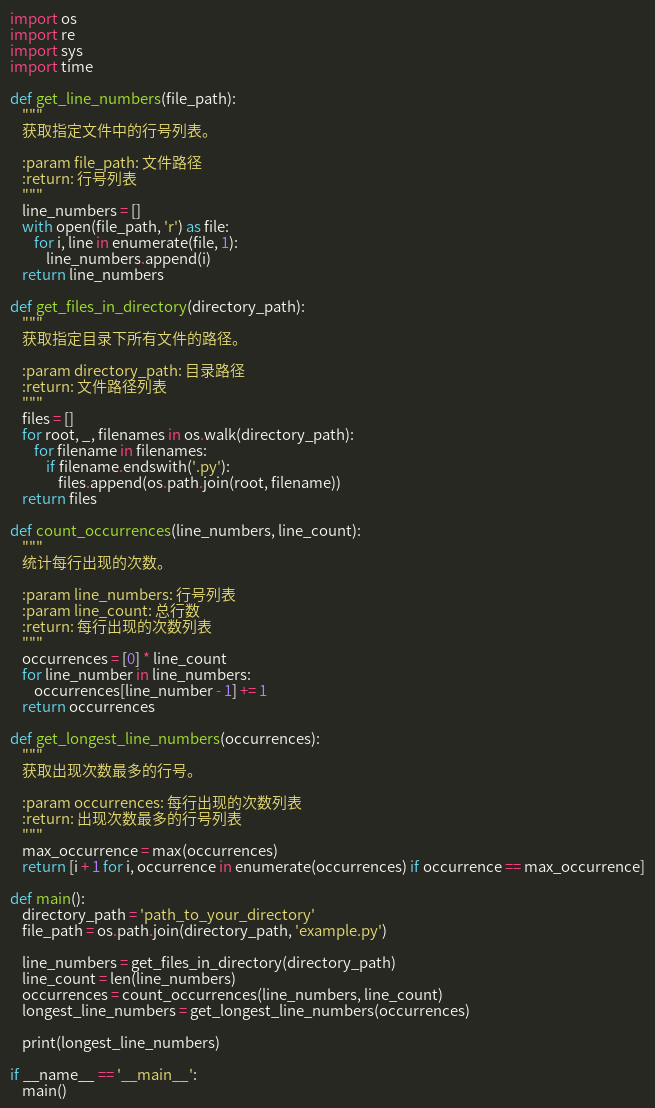 import os
import re
import sys
import time

def get_line_numbers(file_path):
    """
    获取指定文件中的行号列表。

    :param file_path: 文件路径
    :return: 行号列表
    """
    line_numbers = []
    with open(file_path, 'r') as file:
        for i, line in enumerate(file, 1):
            line_numbers.append(i)
    return line_numbers

def get_files_in_directory(directory_path):
    """
    获取指定目录下所有文件的路径。

    :param directory_path: 目录路径
    :return: 文件路径列表
    """
    files = []
    for root, _, filenames in os.walk(directory_path):
        for filename in filenames:
            if filename.endswith('.py'):
                files.append(os.path.join(root, filename))
    return files

def count_occurrences(line_numbers, line_count):
    """
    统计每行出现的次数。

    :param line_numbers: 行号列表
    :param line_count: 总行数
    :return: 每行出现的次数列表
    """
    occurrences = [0] * line_count
    for line_number in line_numbers:
        occurrences[line_number - 1] += 1
    return occurrences

def get_longest_line_numbers(occurrences):
    """
    获取出现次数最多的行号。

    :param occurrences: 每行出现的次数列表
    :return: 出现次数最多的行号列表
    """
    max_occurrence = max(occurrences)
    return [i + 1 for i, occurrence in enumerate(occurrences) if occurrence == max_occurrence]

def main():
    directory_path = 'path_to_your_directory'
    file_path = os.path.join(directory_path, 'example.py')

    line_numbers = get_files_in_directory(directory_path)
    line_count = len(line_numbers)
    occurrences = count_occurrences(line_numbers, line_count)
    longest_line_numbers = get_longest_line_numbers(occurrences)

    print(longest_line_numbers)

if __name__ == '__main__':
    main()